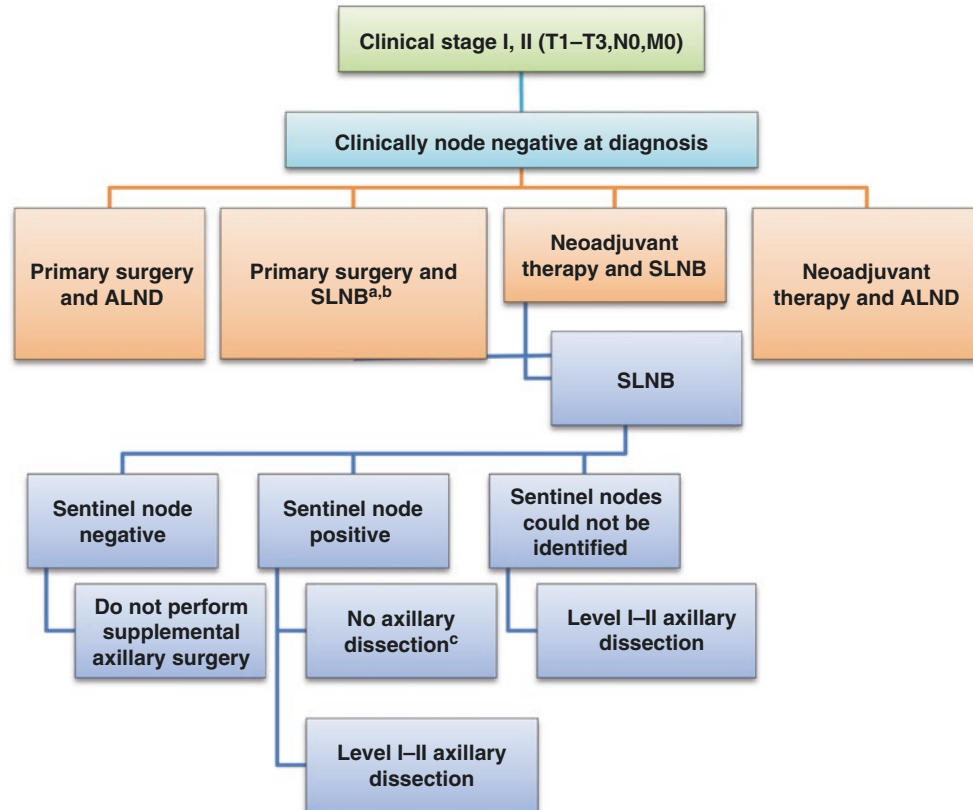 Clinical stage I, II (T1–T3,N0,M0)
Clinically node negative at diagnosis
Primary surgery
and ALND
Primary surgery and
SLNBa,b
Neoadjuvant
therapy and SLNB
Neoadjuvant
therapy and ALND
SLNB
Sentinel node
negative
Sentinel node
positive
Sentinel nodes
could not be
identified
Do not perform
supplemental
axillary surgery
No axillary
dissectionc
Level I–II axillary
dissection
Level I–II axillary
dissection